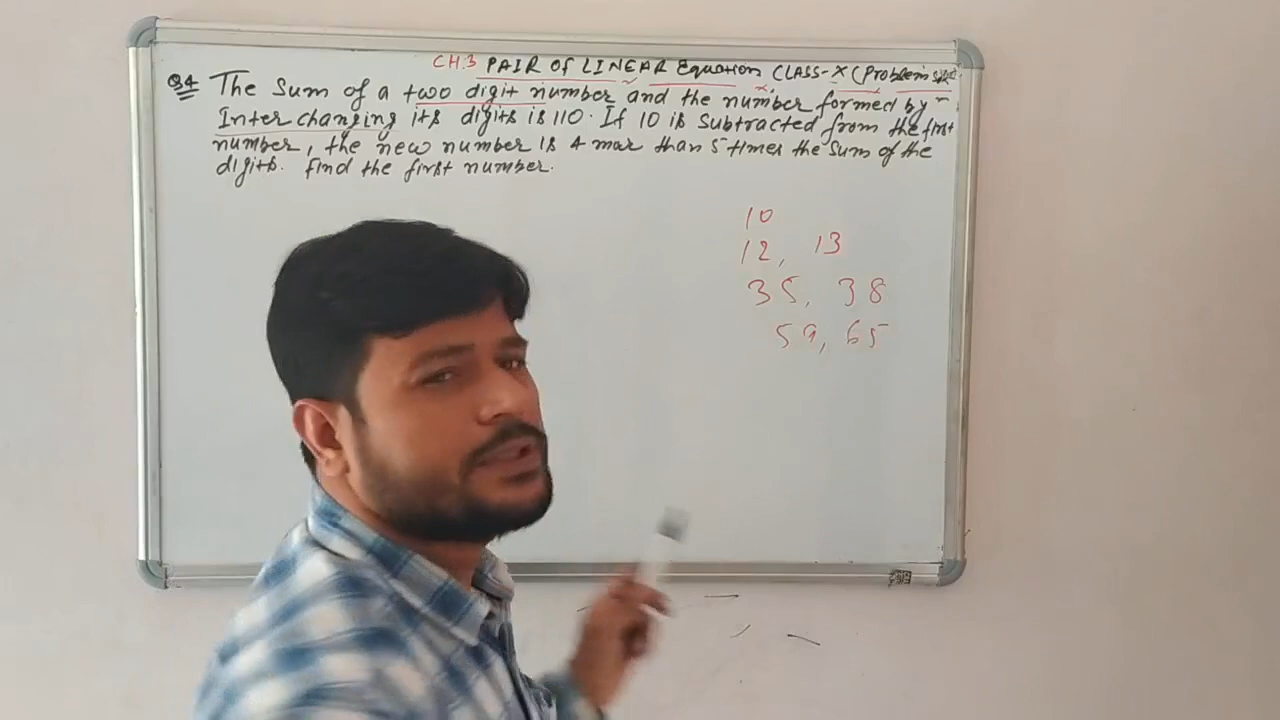 CH.3 PAIR OF LINEAR Equation CLASS-X (Problem
Q4 The Sum of a two digit number and the number formed by
Interchanging its digits is 110. If 10 is subtracted from the first
number, the new number is 4 mor than 5 times the sum of the
digits. Find the first number.
10
12, 13
35, 38
59, 65